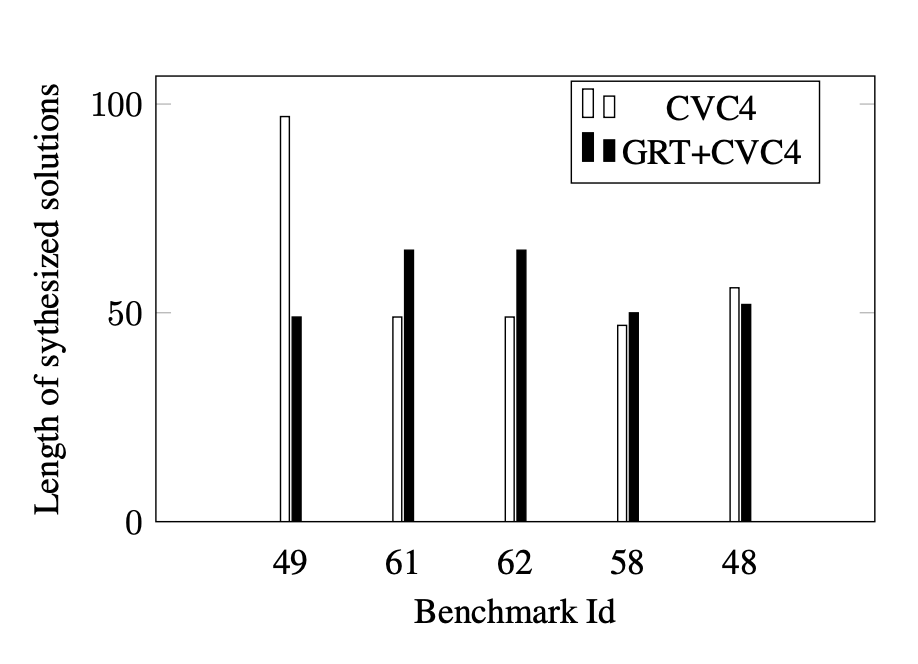 Length of sythesized solutions
100
50
0
CVC4
GRT+CVC4
49 61 62 58 48
Benchmark Id